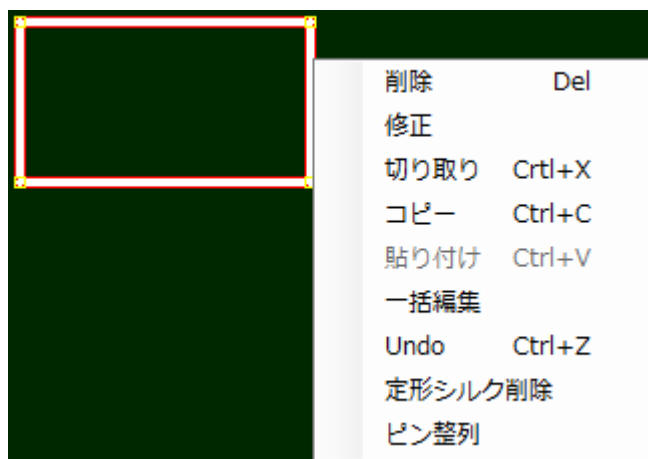 削除 Del
修正
切り取り Crtl+X
コピー Ctrl+C
貼り付け Ctrl+V
一括編集
Undo Ctrl+Z
定形シルク削除
ピン整列